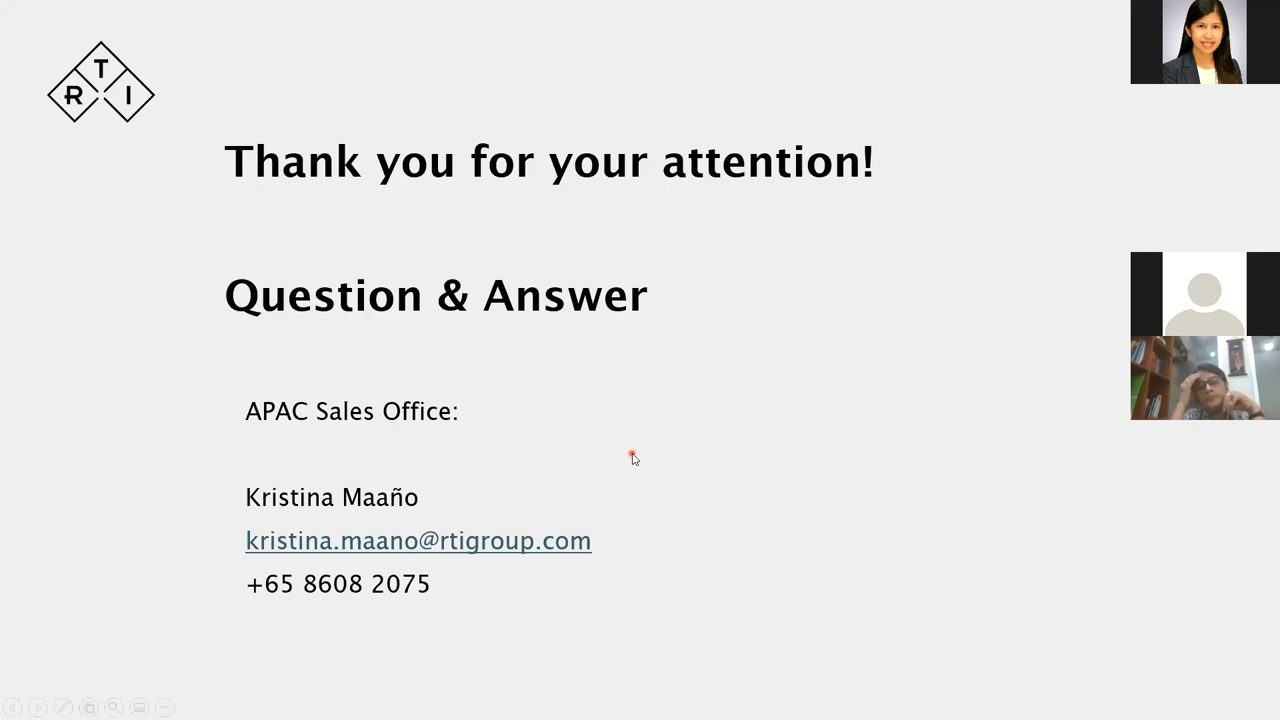 T
R I
Thank you for your attention!
Question & Answer
APAC Sales Office:
Kristina Maaño
kristina.maano@rtigroup.com
+65 8608 2075